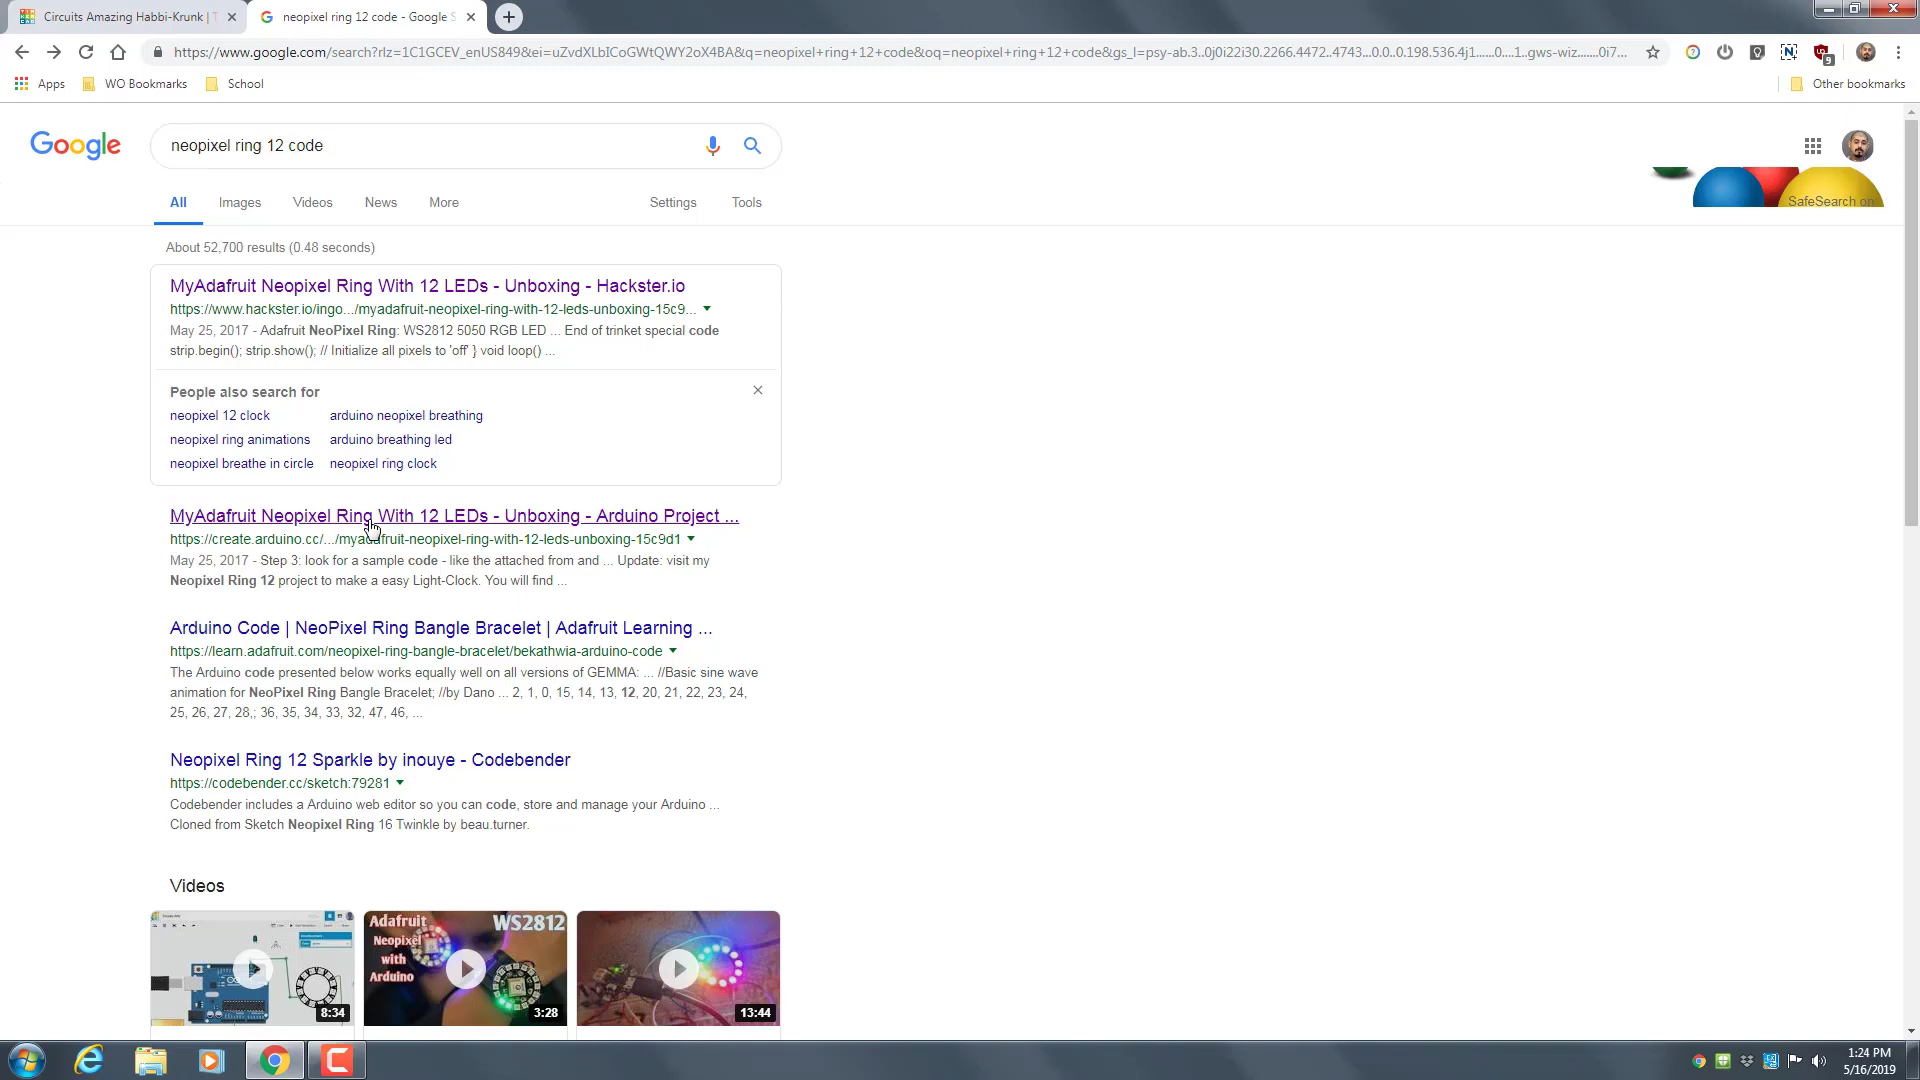 Circuits Amazing Habbi-Krunk | T
neopixel ring 12 code - Google S
https://www.google.com/search?rlz=1C1GCEV_enUS849&ei=uZvdXLbICoGWtQWY2oX4BA&q=neopixel+ring+12+code&oq=neopixel+ring+12+code&gs_l=psy-ab.3..0j0i22i30.2266.4472..4743...0.0..0.198.536.4j1......0....1..gws-wiz.......0i7...
9
Apps WO Bookmarks School Other bookmarks
Google neopixel ring 12 code
SafeSearch on
All Images Videos News More Settings Tools
About 52,700 results (0.48 seconds)
MyAdafruit Neopixel Ring With 12 LEDs - Unboxing - Hackster.io
https://www.hackster.io/ingo.../myadafruit-neopixel-ring-with-12-leds-unboxing-15c9...
May 25, 2017 - Adafruit NeoPixel Ring: WS2812 5050 RGB LED ... End of trinket special code
strip.begin(); strip.show(); // Initialize all pixels to 'off' } void loop() ...
People also search for
neopixel 12 clock arduino neopixel breathing
neopixel ring animations arduino breathing led
neopixel breathe in circle neopixel ring clock
MyAdafruit Neopixel Ring With 12 LEDs - Unboxing - Arduino Project ...
https://create.arduino.cc/.../myadafruit-neopixel-ring-with-12-leds-unboxing-15c9d1
May 25, 2017 - Step 3: look for a sample code - like the attached from and ... Update: visit my
Neopixel Ring 12 project to make a easy Light-Clock. You will find ...
Arduino Code | NeoPixel Ring Bangle Bracelet | Adafruit Learning ...
https://learn.adafruit.com/neopixel-ring-bangle-bracelet/bekathwia-arduino-code
The Arduino code presented below works equally well on all versions of GEMMA: ... //Basic sine wave
animation for NeoPixel Ring Bangle Bracelet; //by Dano ... 2, 1, 0, 15, 14, 13, 12, 20, 21, 22, 23, 24,
25, 26, 27, 28,; 36, 35, 34, 33, 32, 47, 46, ...
Neopixel Ring 12 Sparkle by inouye - Codebender
https://codebender.cc/sketch:79281
Codebender includes a Arduino web editor so you can code, store and manage your Arduino ...
Cloned from Sketch Neopixel Ring 16 Twinkle by beau.turner.
Videos
Adafruit WS2812
Neopixel
with
Arduino
8:34 3:28 13:44
1:24 PM
5/16/2019